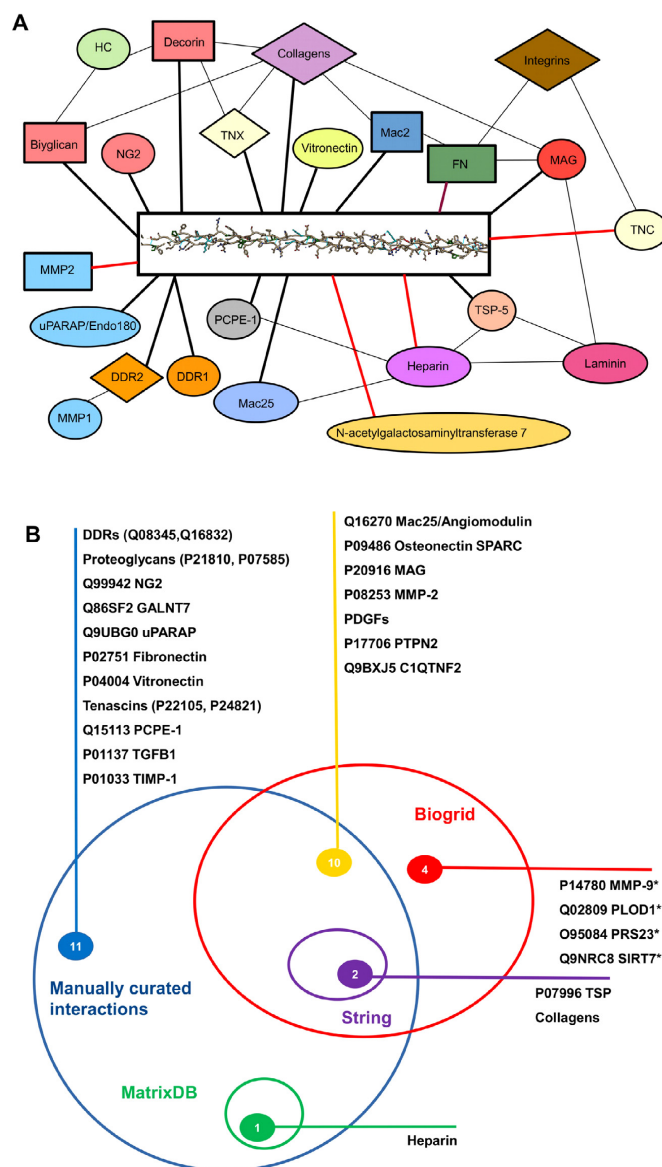 A
HC
Decorin
Collagens
Integrins
Biyglican
NG2
TNX
Vitronectin
Mac2
FN
MAG
TNC
MMP2
uPARAP/Endo180
PCPE-1
TSP-5
DDR2
DDR1
Heparin
Laminin
MMP1
Mac25
N-acetylgalactosaminyltransferase 7
B
DDRs (Q08345,Q16832)
Proteoglycans (P21810, P07585)
Q99942 NG2
Q86SF2 GALNT7
Q9UBG0 uPARAP
P02751 Fibronectin
P04004 Vitronectin
Tenascins (P22105, P24821)
Q15113 PCPE-1
P01137 TGFB1
P01033 TIMP-1
Q16270 Mac25/Angiomodulin
P09486 Osteonectin SPARC
P20916 MAG
P08253 MMP-2
PDGFs
P17706 PTPN2
Q9BXJ5 C1QTNF2
Biogrid
10
4
P14780 MMP-9*
Q02809 PLOD1*
O95084 PRS23*
Q9NRC8 SIRT7*
11
Manually curated
interactions
2
String
P07996 TSP
Collagens
MatrixDB
1
Heparin